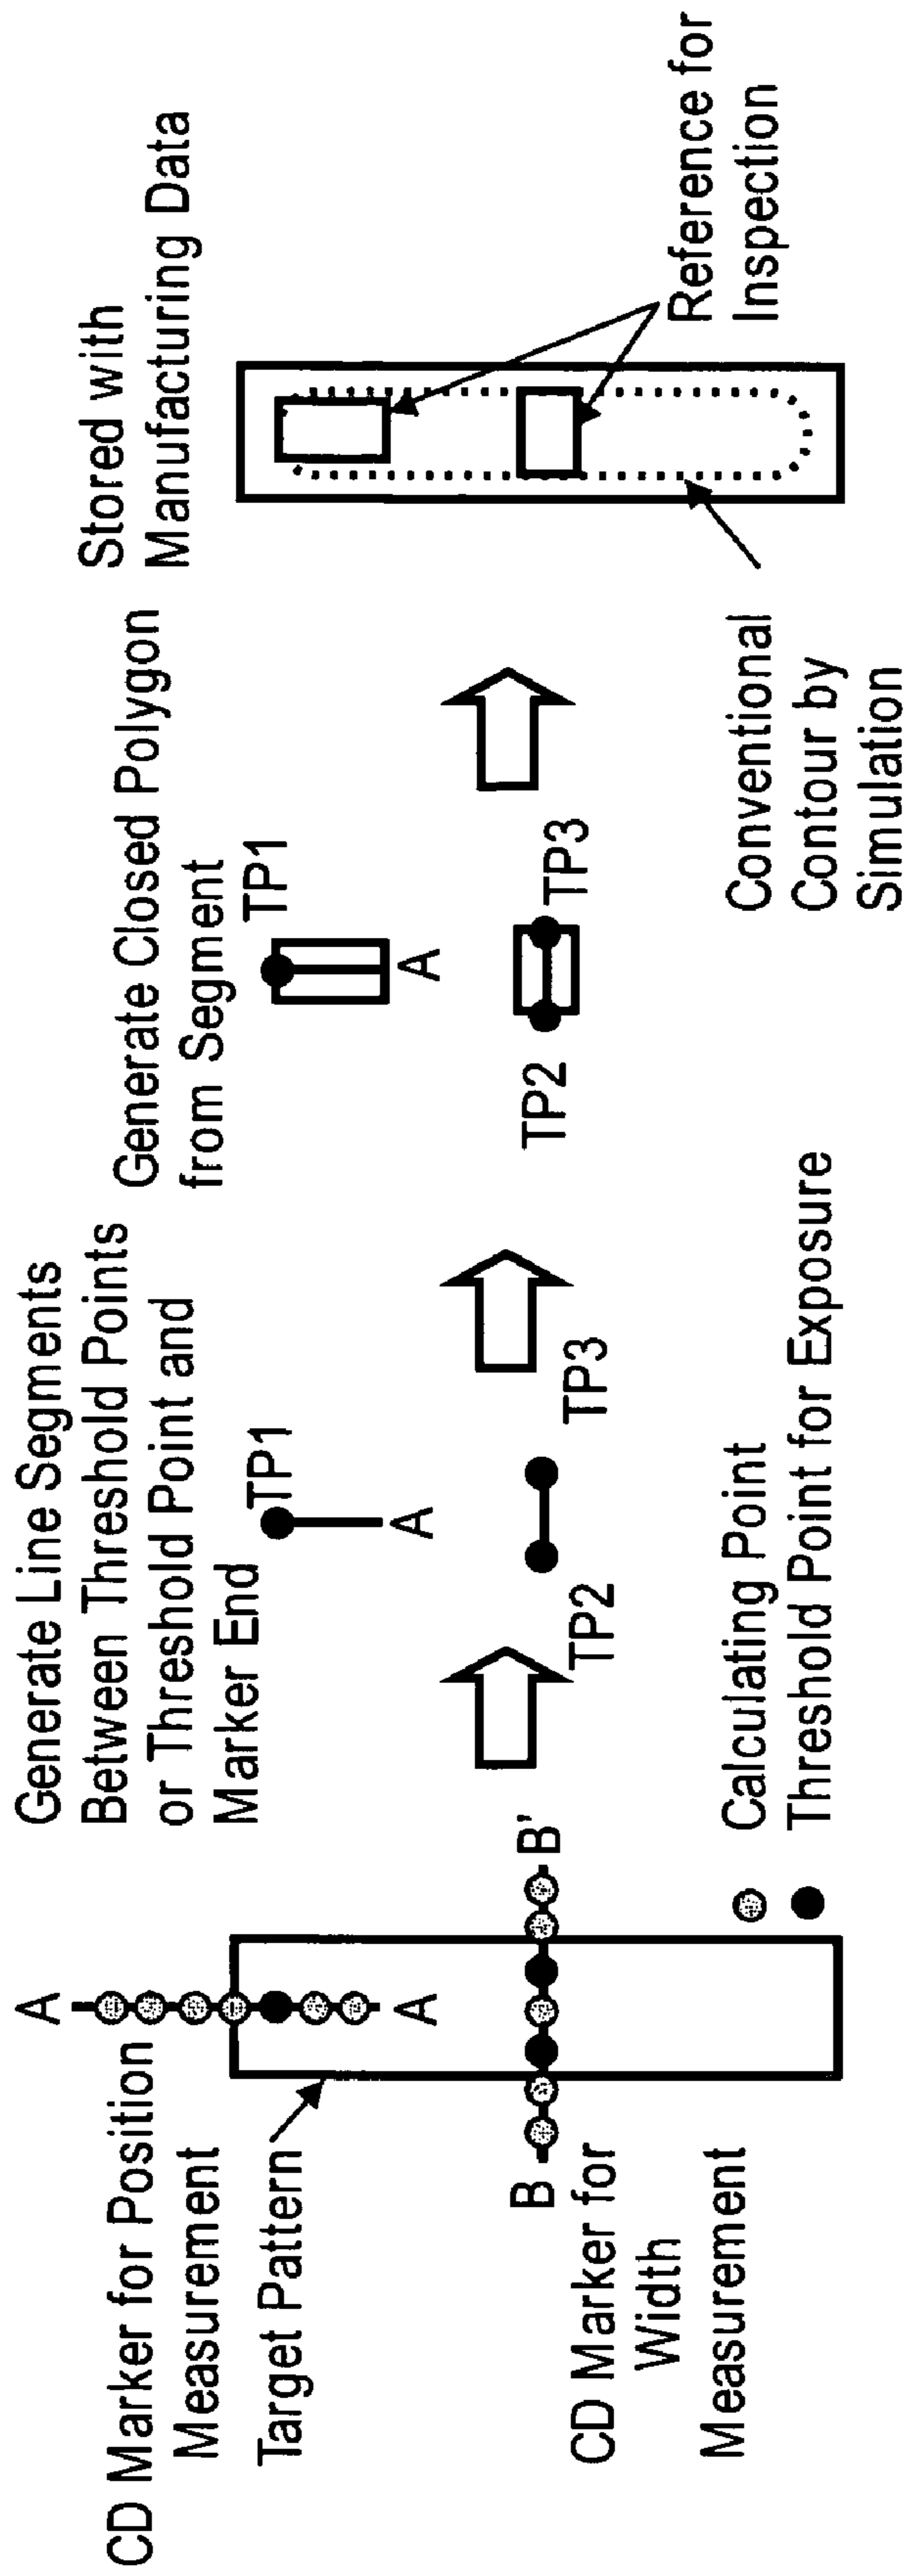 CD Marker for Position
Measurement
Target Pattern
A
A
B
B'
CD Marker for
Width
Measurement
Calculating Point
Threshold Point for Exposure
Generate Line Segments
Between Threshold Points
or Threshold Point and
Marker End
TP1
A
TP2
TP3
Generate Closed Polygon
from Segment
TP1
A
TP2
TP3
Stored with
Manufacturing Data
Conventional
Contour by
Simulation
Reference for
Inspection